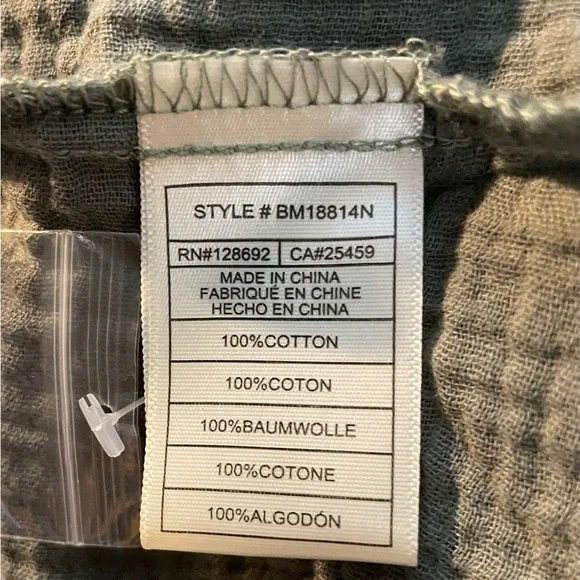 STYLE # BM18814N
RN#128692 CA#25459
MADE IN CHINA
FABRIQUÉ EN CHINE
HECHO EN CHINA
100%COTTON
100%COTON
100%BAUMWOLLE
100%COTONE
100%ALGODÓN